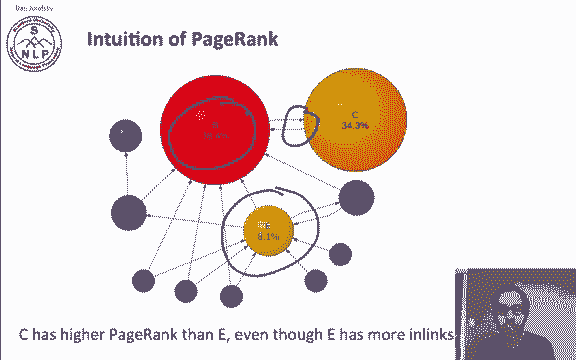 Dan Jurafsky
S
NLP
Intuition of PageRank
C
34.3%
8.1%
C has higher PageRank than E, even though E has more inlinks